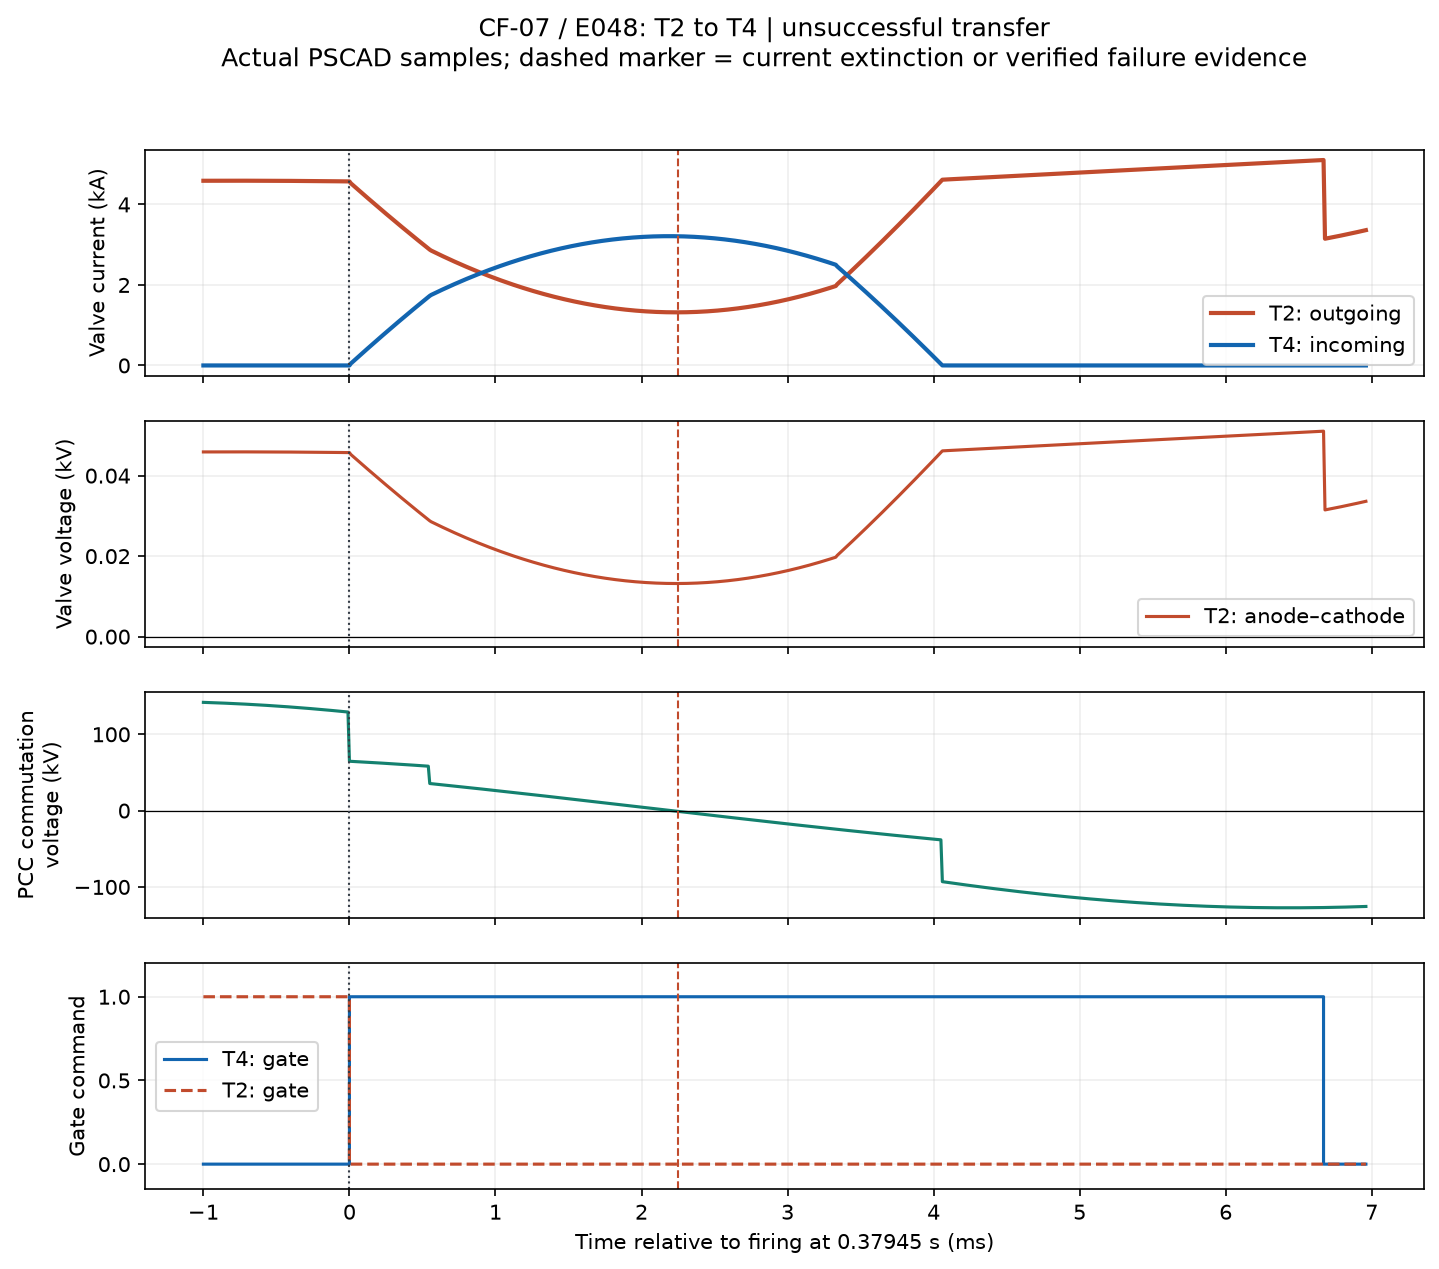 CF-07 / E048: T2 to T4 | unsuccessful transfer
Actual PSCAD samples; dashed marker = current extinction or verified failure evidence
Valve current (kA)
4
2
0
T2: outgoing
T4: incoming
Valve voltage (kV)
0.04
0.02
0.00
T2: anode–cathode
PCC commutation
voltage (kV)
100
0
−100
Gate command
1.0
0.5
0.0
T4: gate
T2: gate
−1 0 1 2 3 4 5 6 7
Time relative to firing at 0.37945 s (ms)